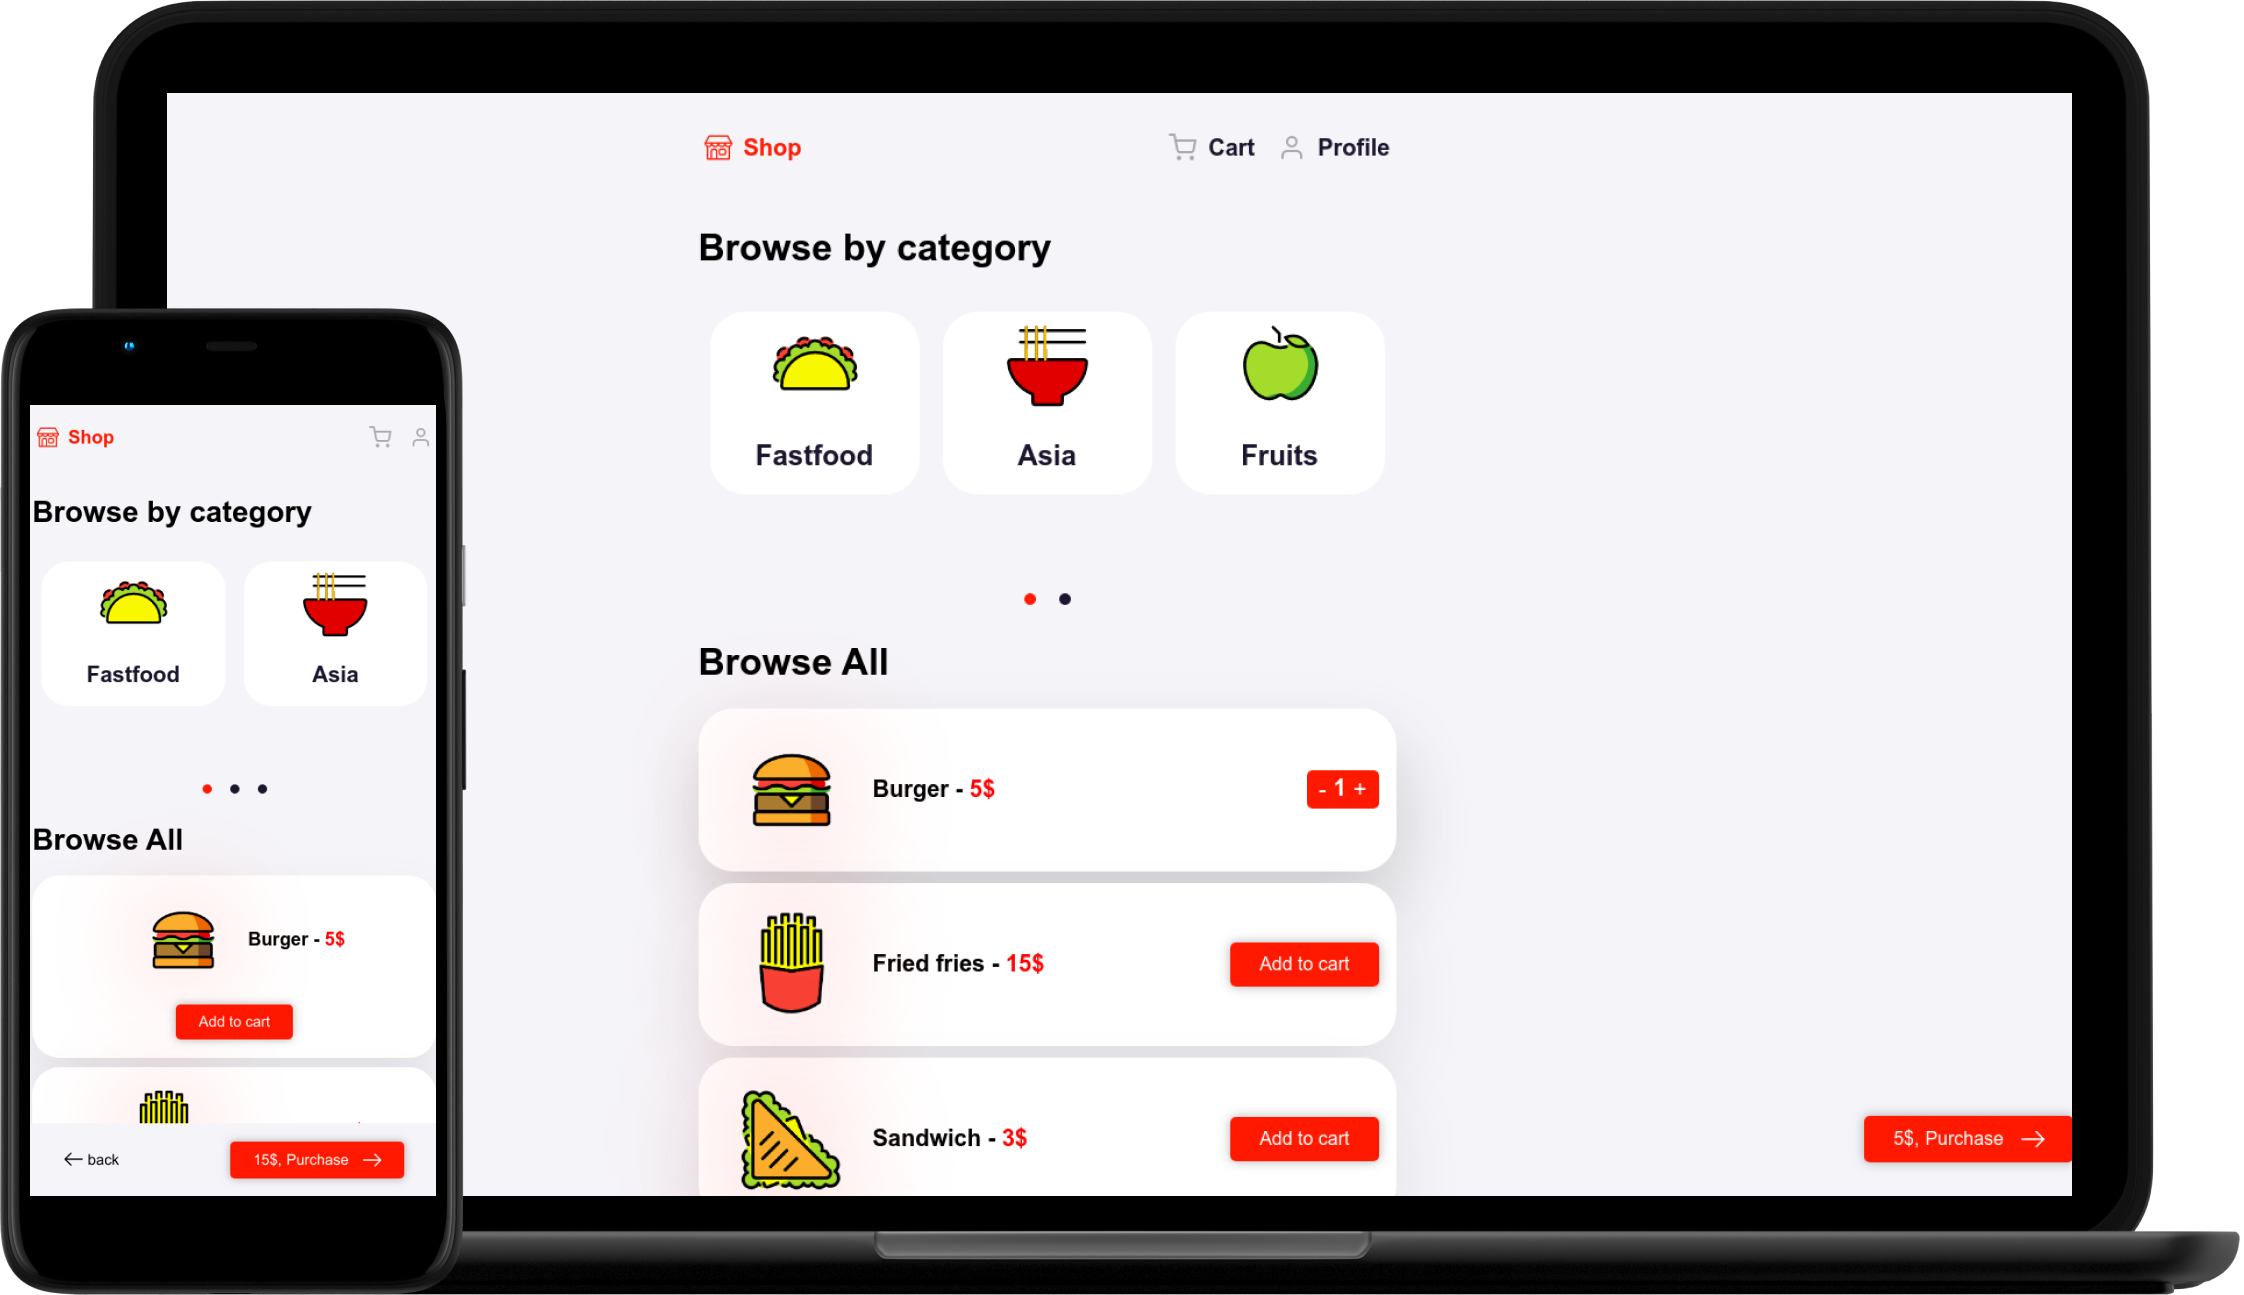 Shop
Cart Profile
Browse by category
Fastfood Asia Fruits
Browse All
Burger - 5$
- 1 +
Fried fries - 15$
Add to cart
Sandwich - 3$
Add to cart
5$, Purchase
Shop
Browse by category
Fastfood Asia
Browse All
Burger - 5$
Add to cart
back
15$, Purchase